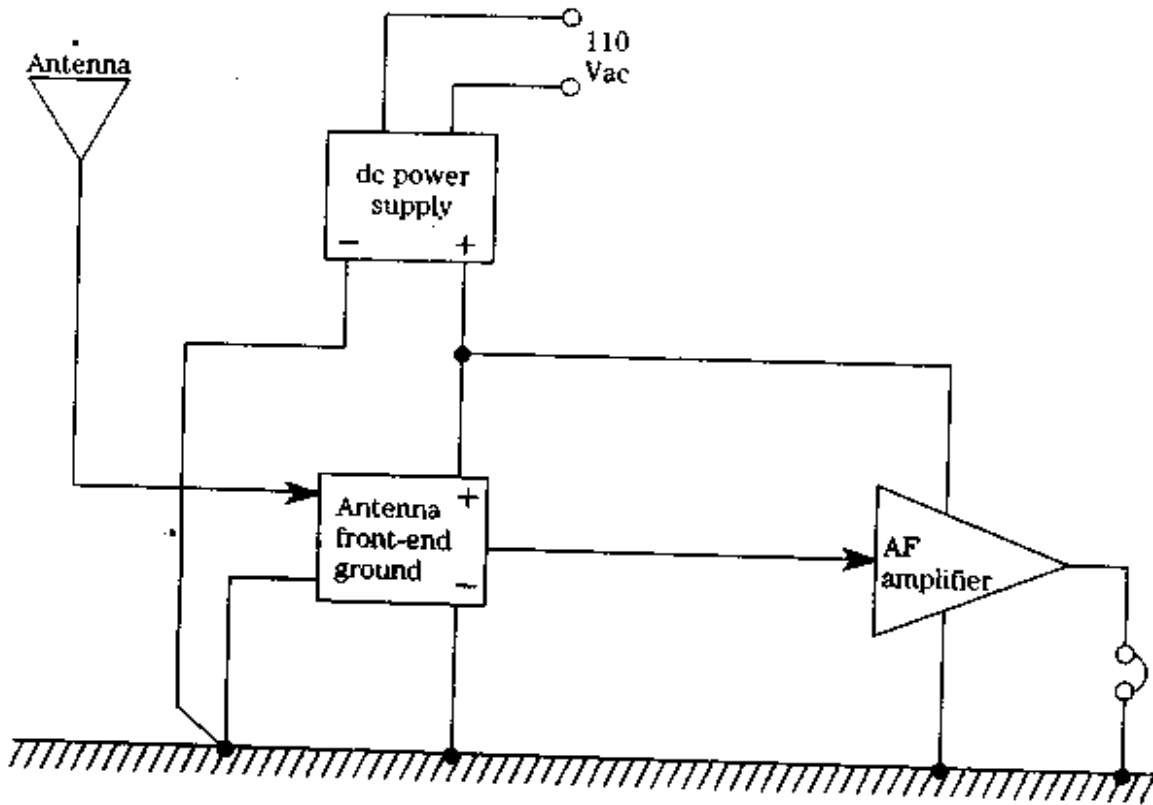 Antenna
110
Vac
dc power
supply
− +
Antenna +
front-end
ground −
AF
amplifier